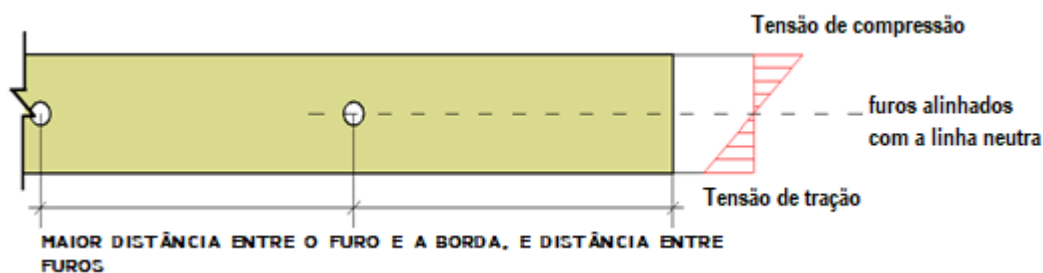 Tensão de compressão
furos alinhados
com a linha neutra
Tensão de tração
MAIOR DISTÂNCIA ENTRE O FURO E A BORDA, E DISTÂNCIA ENTRE
FUROS